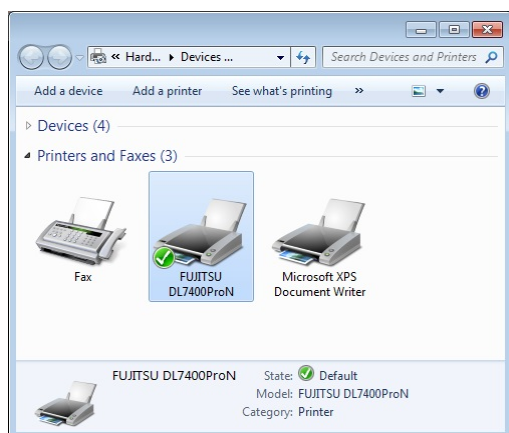 « Hard... ▸ Devices ... Search Devices and Printers
Add a device Add a printer See what's printing »
Devices (4)
Printers and Faxes (3)
Fax
FUJITSU
DL7400ProN
Microsoft XPS
Document Writer
FUJITSU DL7400ProN State: Default
Model: FUJITSU DL7400ProN
Category: Printer